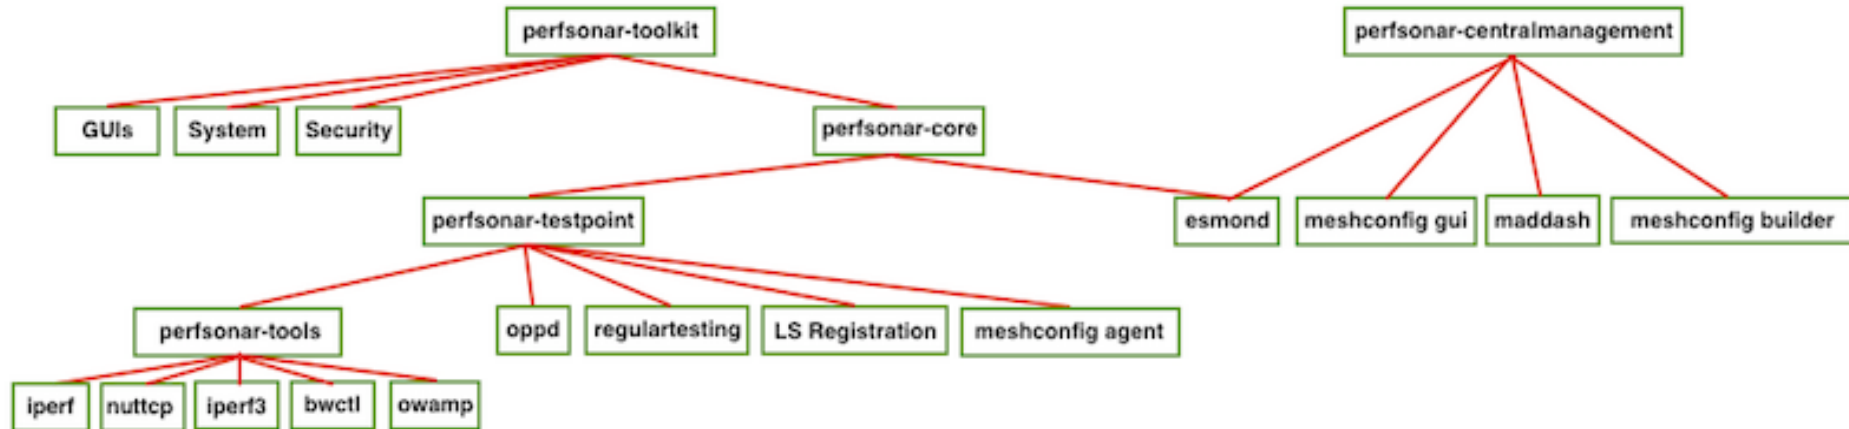 perfsonar-toolkit
perfsonar-centralmanagement
GUIs
System
Security
perfsonar-core
perfsonar-testpoint
esmond
meshconfig gui
maddash
meshconfig builder
perfsonar-tools
oppd
regulartesting
LS Registration
meshconfig agent
iperf
nuttcp
iperf3
bwctl
owamp